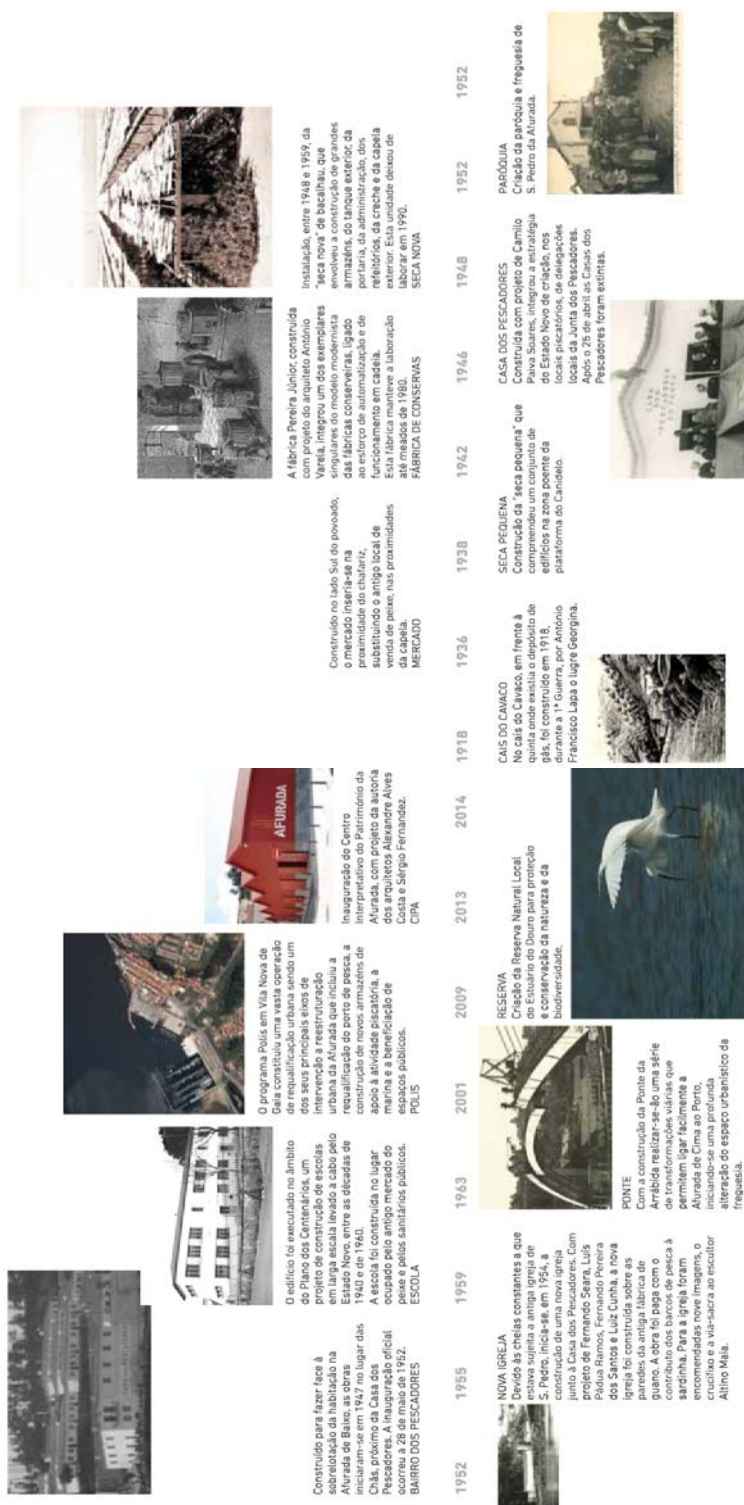 Construído para fazer face à
sobrelotação da habitação na
Afurada de Baixo, as obras
iniciaram-se em 1947 no lugar das
Chãs, próximo da Casa dos
Pescadores. A inauguração oficial
ocorreu a 28 de maio de 1952.
BAIRRO DOS PESCADORES
O edifício foi executado no âmbito
do Plano dos Centenários, um
projeto de construção de escolas
em larga escala levado a cabo pelo
Estado Novo, entre as décadas de
1940 e de 1960.
A escola foi construída no lugar
ocupado pelo antigo mercado do
peixe e pelos sanitários públicos.
ESCOLA
O programa Polis em Vila Nova de
Gaia constituiu uma vasta operação
de requalificação urbana sendo um
dos seus principais eixos de
intervenção a reestruturação
urbana da Afurada que incluiu a
requalificação do porto de pesca, a
construção de novos armazéns de
apoio à atividade piscatória, a
marina e a beneficiação de
espaços públicos.
POLIS
AFURADA
Inauguração do Centro
Interpretativo do Património da
Afurada, com projeto da autoria
dos arquitetos Alexandre Alves
Costa e Sérgio Fernandez.
CIPA
Construído no lado Sul do povoado,
o mercado inseria-se na
proximidade do chafariz,
substituindo o antigo local de
venda de peixe, nas proximidades
da capela.
MERCADO
A fábrica Pereira Júnior, construída
com projeto do arquiteto António
Varela, integrou um dos exemplares
singulares do modelo modernista
das fábricas conserveiras, ligado
ao esforço de automatização e de
funcionamento em cadeia.
Esta fábrica manteve a laboração
até meados de 1980.
FÁBRICA DE CONSERVAS
Instalação, entre 1948 e 1959, da
"seca nova" de bacalhau, que
envolveu a construção de grandes
armazéns, do tanque exterior, da
portaria, da administração, dos
refeitórios, da creche e da capela
exterior. Esta unidade deixou de
laborar em 1990.
SECA NOVA
1952 1955 1959 1963 2001 2009 2013 2014 1918 1936 1938 1942 1946 1948 1952 1952
NOVA IGREJA
Devido às cheias constantes a que
estava sujeita a antiga igreja de
S. Pedro, inicia-se, em 1954, a
construção de uma nova igreja
junto à Casa dos Pescadores. Com
projeto de Fernando Seara, Luís
Pádua Ramos, Fernando Pereira
dos Santos e Luiz Cunha, a nova
igreja foi construída sobre as
paredes da antiga fábrica de
guano. A obra foi paga com o
contributo dos barcos de pesca à
sardinha. Para a igreja foram
encomendadas nove imagens, o
crucifixo e a via-sacra ao escultor
Altino Maia.
PONTE
Com a construção da Ponte da
Arrábida realizar-se-ão uma série
de transformações viárias que
permitem ligar facilmente a
Afurada de Cima ao Porto,
iniciando-se uma profunda
alteração do espaço urbanístico da
freguesia.
RESERVA
Criação da Reserva Natural Local
do Estuário do Douro para proteção
e conservação da natureza e da
biodiversidade.
CAIS DO CAVACO
No cais do Cavaco, em frente à
quinta onde existia o depósito de
gás, foi construído em 1918,
durante a 1ª Guerra, por António
Francisco Lapa o lugre Georgina.
SECA PEQUENA
Construção da "seca pequena" que
compreendeu um conjunto de
edifícios na zona poente da
plataforma do Canidelo.
CASA DOS PESCADORES
Construída com projeto de Camilo
Paiva Soares, integrou a estratégia
do Estado Novo de criação, nos
locais piscatórios, de delegações
locais da Junta dos Pescadores.
Após o 25 de abril as Casas dos
Pescadores foram extintas.
PARÓQUIA
Criação da paróquia e freguesia de
S. Pedro da Afurada.